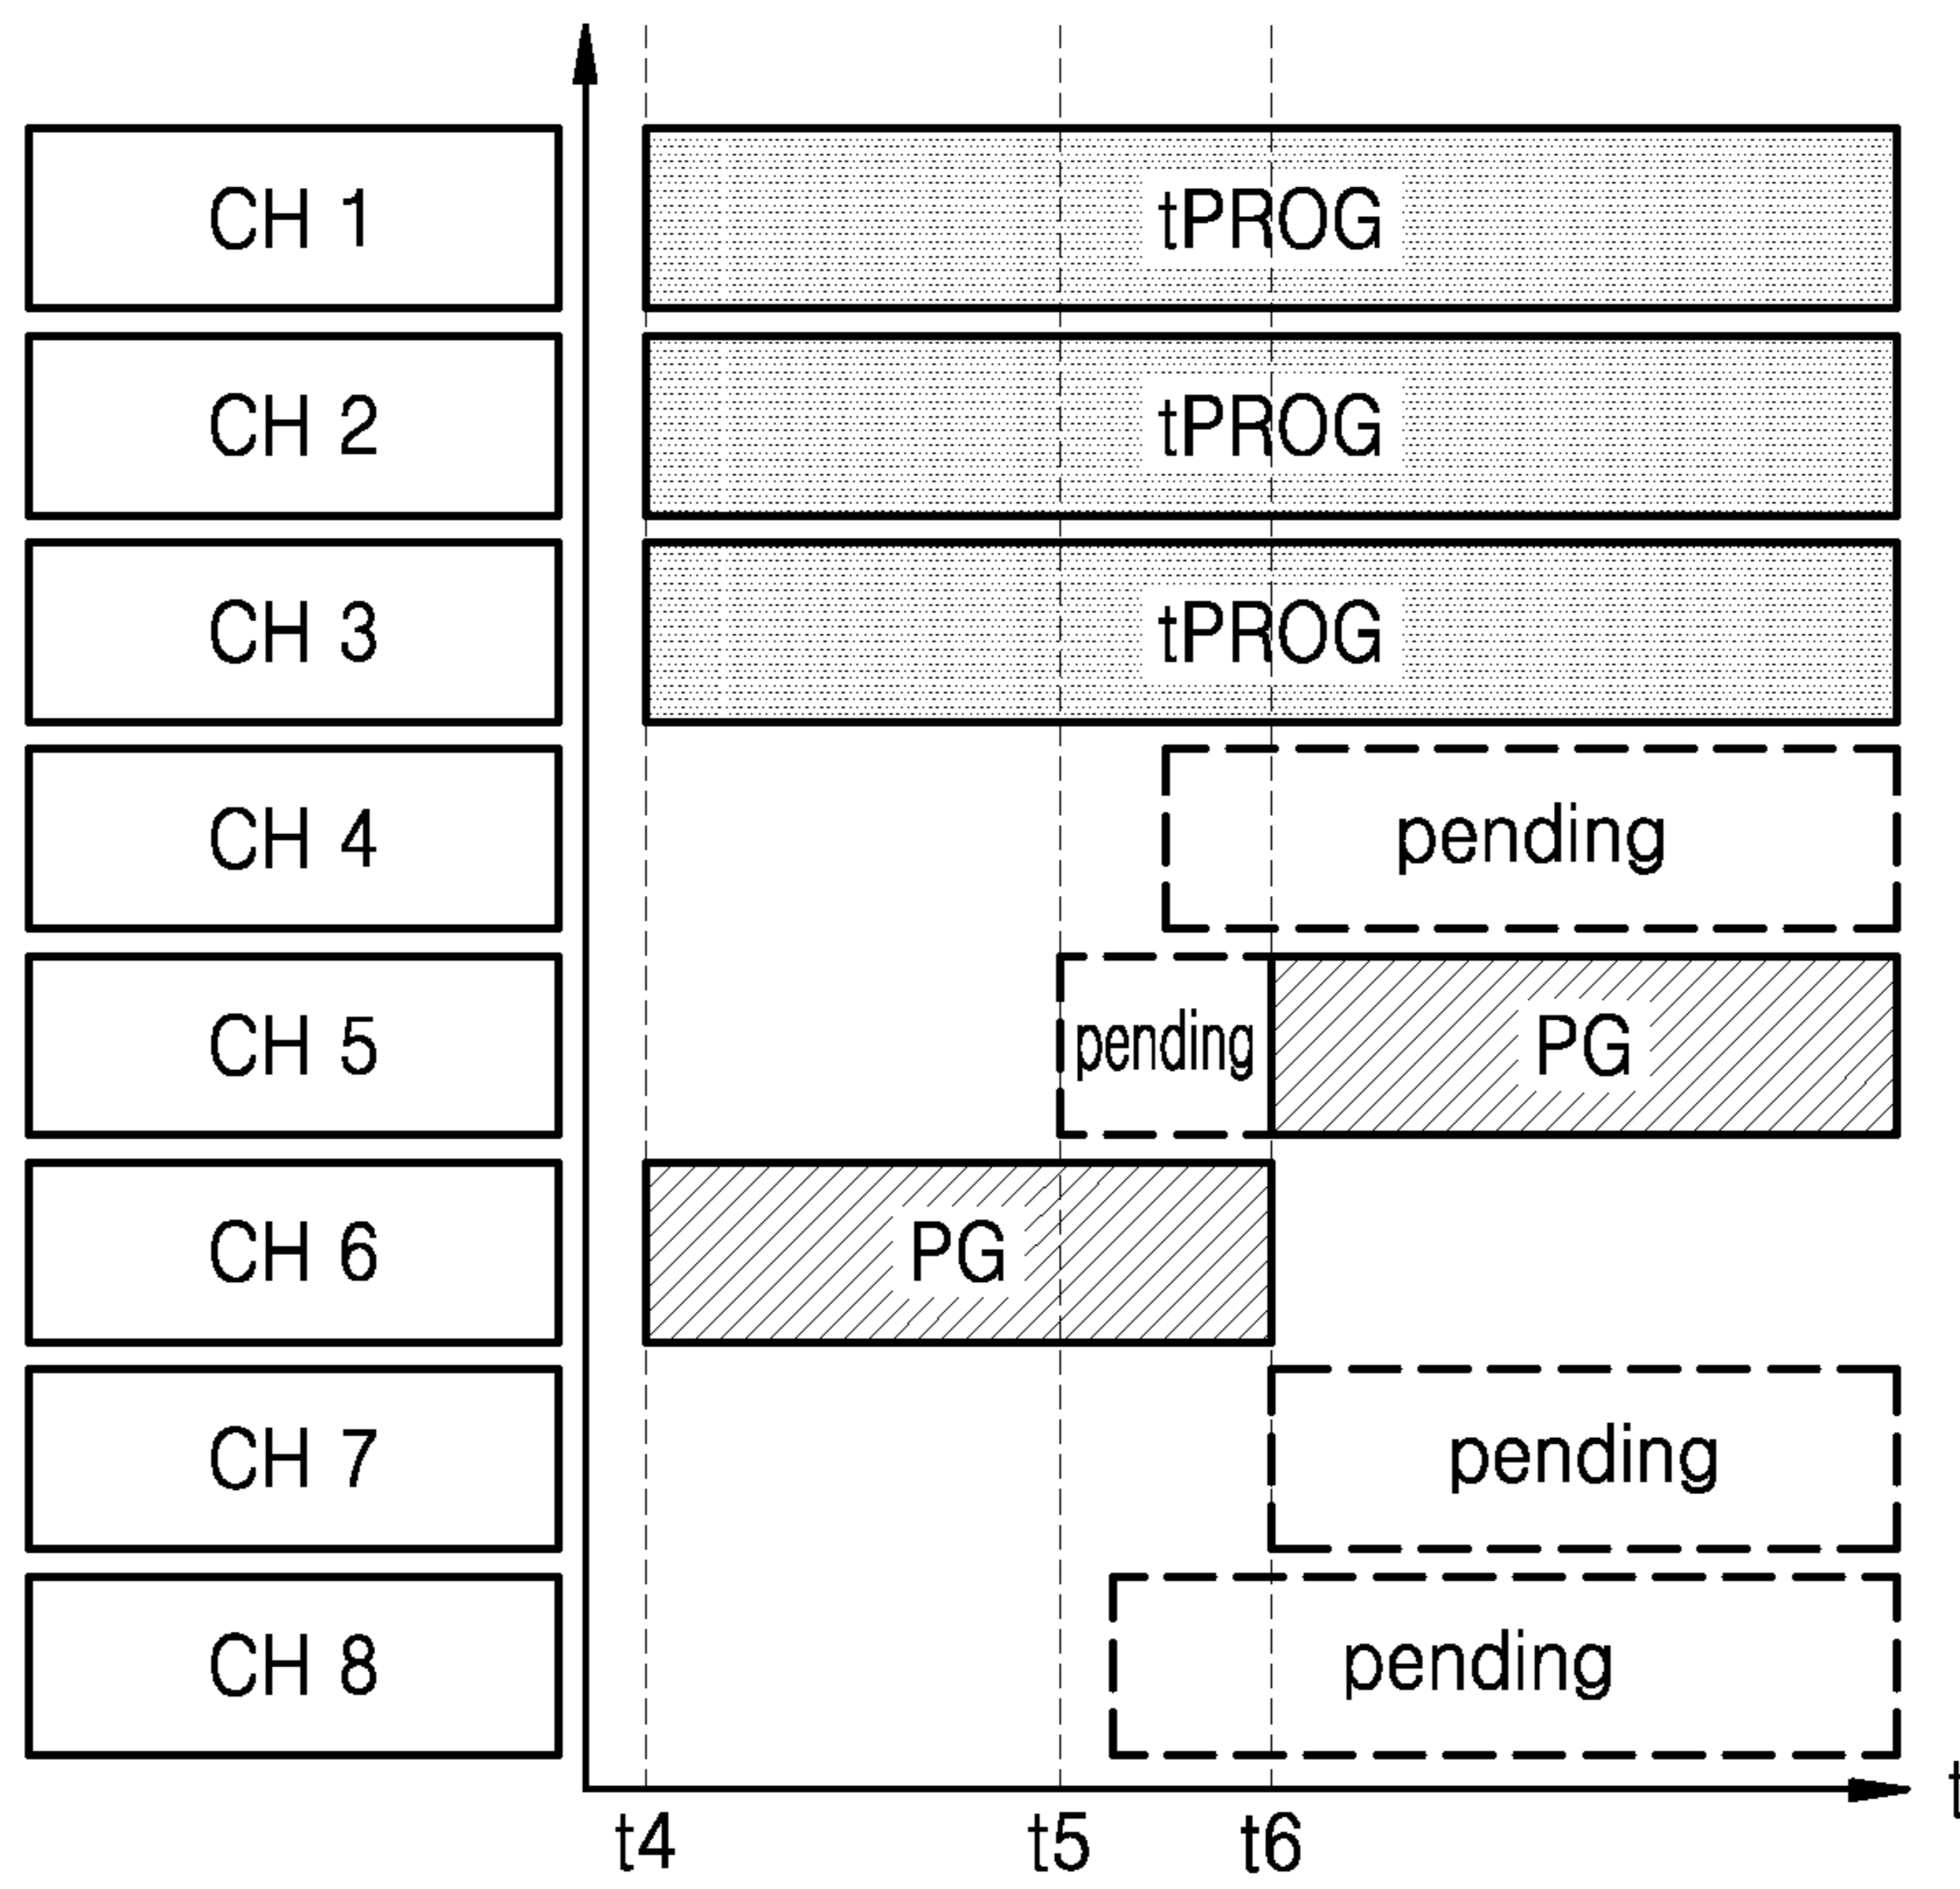 CH 1 tPROG
CH 2 tPROG
CH 3 tPROG
CH 4 pending
CH 5 pending PG
CH 6 PG
CH 7 pending
CH 8 pending
t
t4 t5 t6